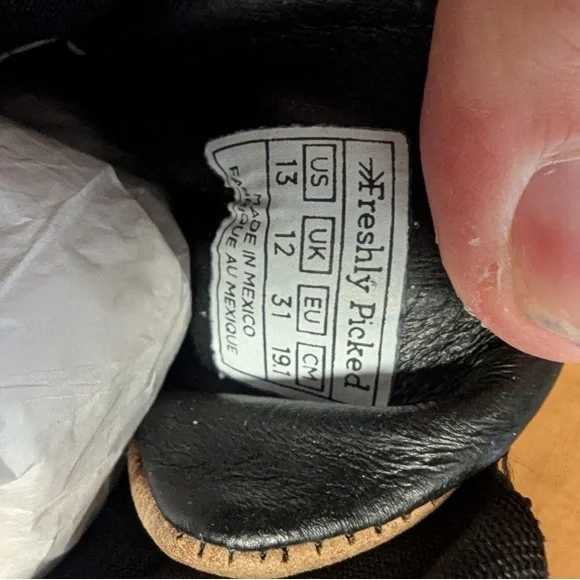 Freshly Picked
US UK EU CM
13 12 31 19.1
MADE IN MEXICO
FABRIQUE AU MEXIQUE